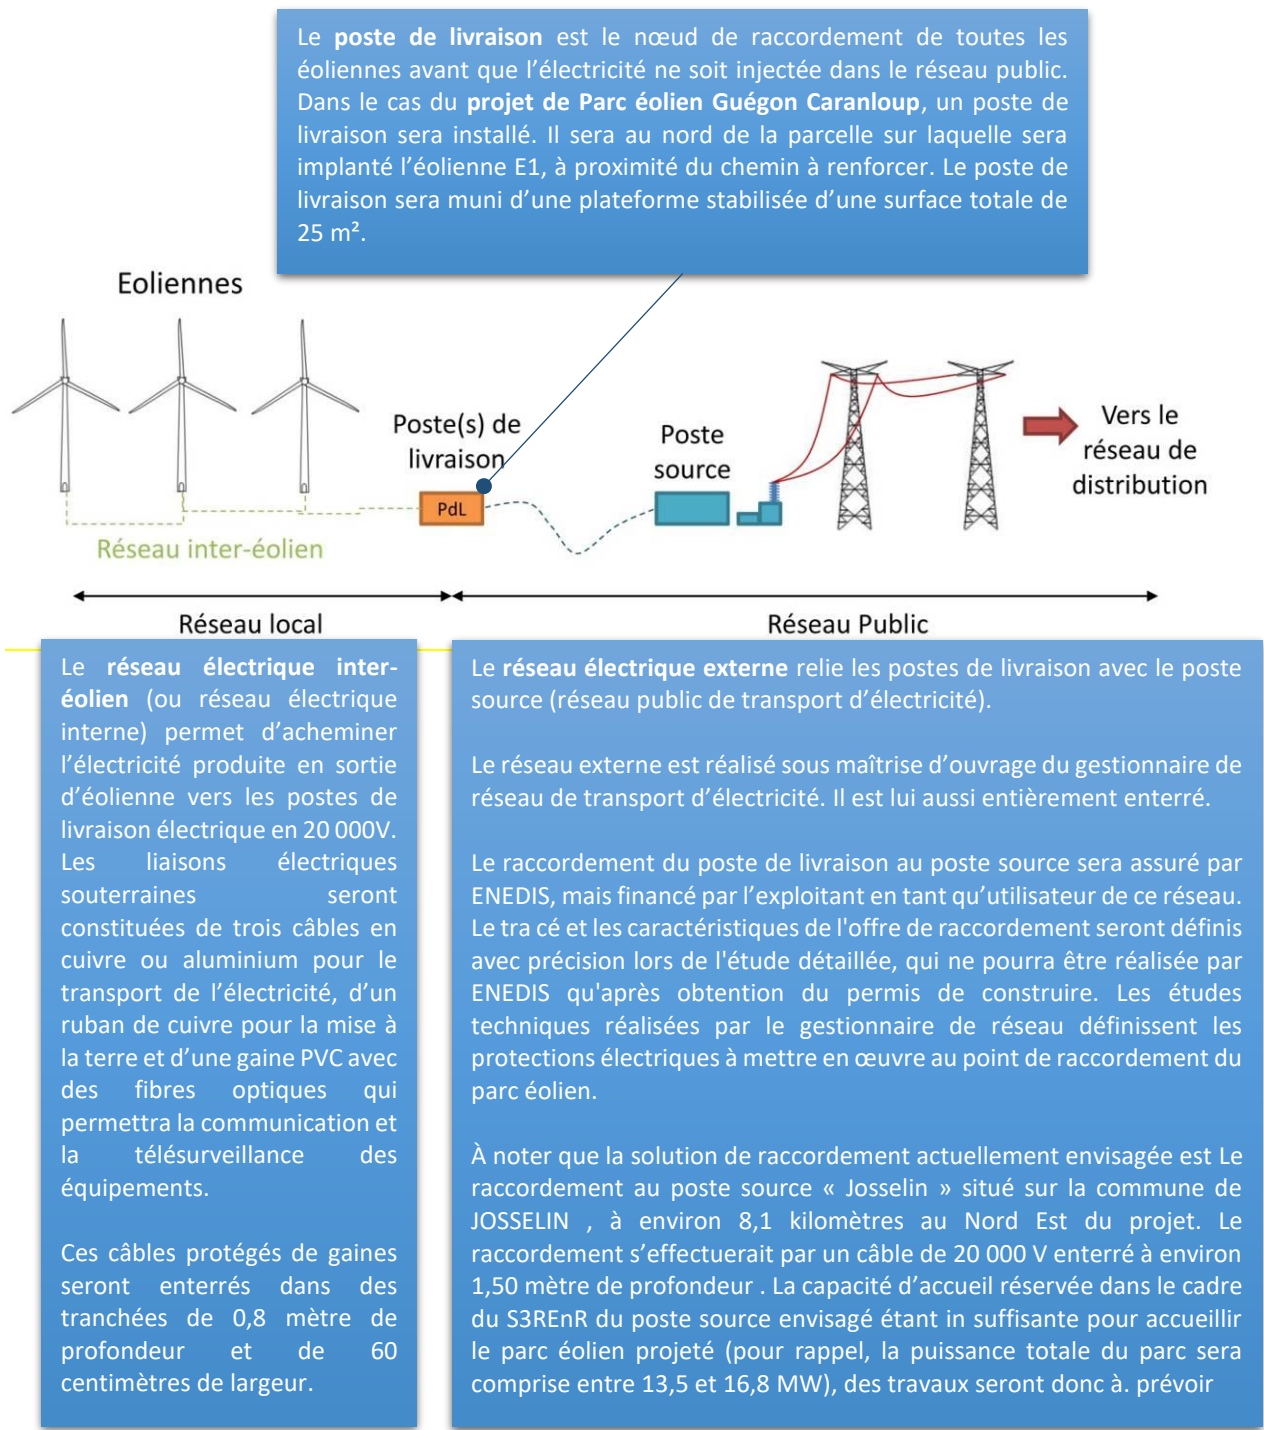 Le poste de livraison est le nœud de raccordement de toutes les
éoliennes avant que l’électricité ne soit injectée dans le réseau public.
Dans le cas du projet de Parc éolien Guégon Caranloup, un poste de
livraison sera installé. Il sera au nord de la parcelle sur laquelle sera
implanté l’éolienne E1, à proximité du chemin à renforcer. Le poste de
livraison sera muni d’une plateforme stabilisée d’une surface totale de
25 m².
Eoliennes
Poste(s) de
livraison
PdL
Poste
source
Vers le
réseau de
distribution
Réseau inter-éolien
Réseau local
Réseau Public
Le réseau électrique inter-
éolien (ou réseau électrique
interne) permet d’acheminer
l’électricité produite en sortie
d’éolienne vers les postes de
livraison électrique en 20 000V.
Les liaisons électriques
souterraines seront
constituées de trois câbles en
cuivre ou aluminium pour le
transport de l’électricité, d’un
ruban de cuivre pour la mise à
la terre et d’une gaine PVC avec
des fibres optiques qui
permettra la communication et
la télésurveillance des
équipements.
Ces câbles protégés de gaines
seront enterrés dans des
tranchées de 0,8 mètre de
profondeur et de 60
centimètres de largeur.
Le réseau électrique externe relie les postes de livraison avec le poste
source (réseau public de transport d’électricité).
Le réseau externe est réalisé sous maîtrise d’ouvrage du gestionnaire de
réseau de transport d’électricité. Il est lui aussi entièrement enterré.
Le raccordement du poste de livraison au poste source sera assuré par
ENEDIS, mais financé par l’exploitant en tant qu’utilisateur de ce réseau.
Le tra cé et les caractéristiques de l'offre de raccordement seront définis
avec précision lors de l'étude détaillée, qui ne pourra être réalisée par
ENEDIS qu'après obtention du permis de construire. Les études
techniques réalisées par le gestionnaire de réseau définissent les
protections électriques à mettre en œuvre au point de raccordement du
parc éolien.
À noter que la solution de raccordement actuellement envisagée est Le
raccordement au poste source « Josselin » situé sur la commune de
JOSSELIN , à environ 8,1 kilomètres au Nord Est du projet. Le
raccordement s’effectuerait par un câble de 20 000 V enterré à environ
1,50 mètre de profondeur . La capacité d’accueil réservée dans le cadre
du S3REnR du poste source envisagé étant in suffisante pour accueillir
le parc éolien projeté (pour rappel, la puissance totale du parc sera
comprise entre 13,5 et 16,8 MW), des travaux seront donc à. prévoir